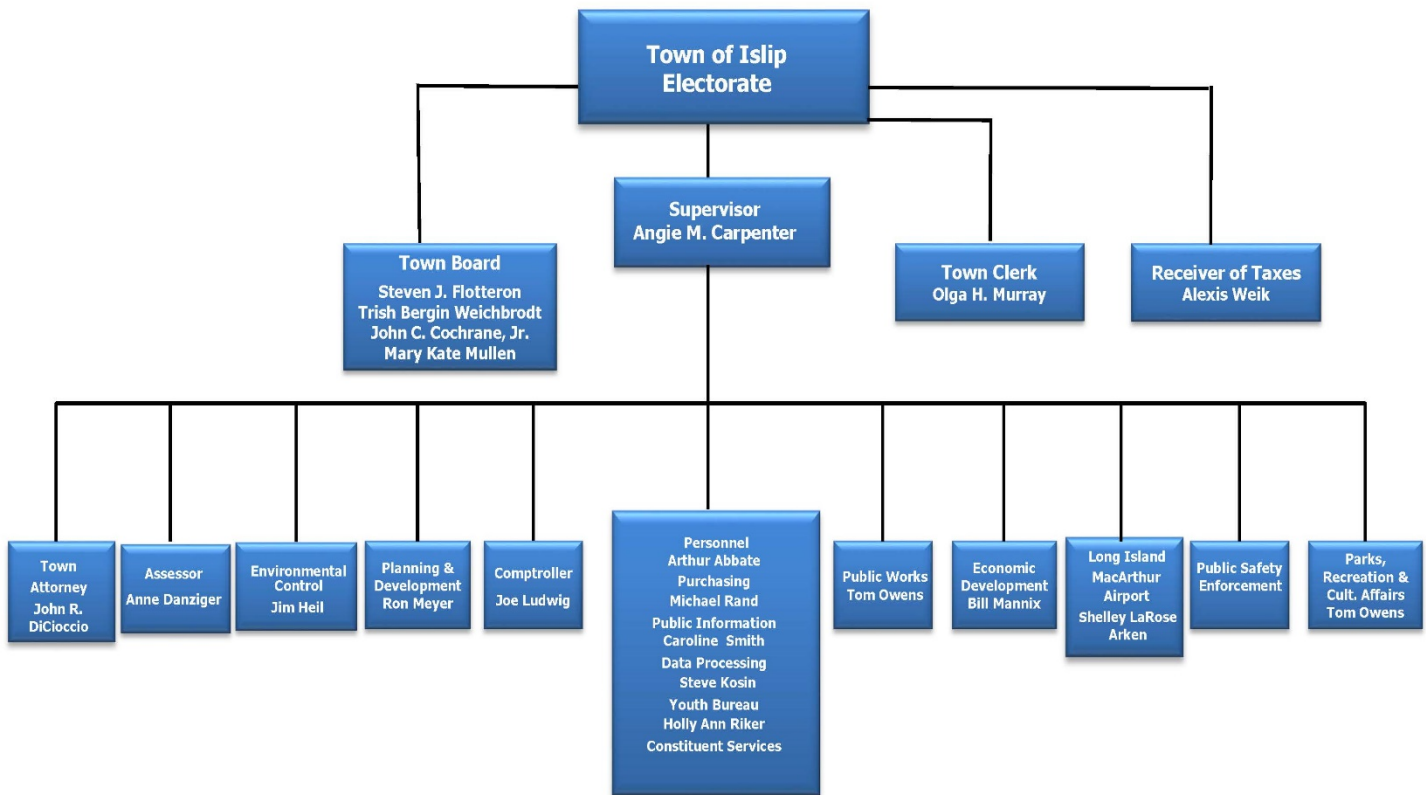 Town of Islip
Electorate
Supervisor
Angie M. Carpenter
Town Board
Steven J. Flotteron
Trish Bergin Weichbrodt
John C. Cochrane, Jr.
Mary Kate Mullen
Town Clerk
Olga H. Murray
Receiver of Taxes
Alexis Weik
Town
Attorney
John R.
DiCioccio
Assessor
Anne Danziger
Environmental
Control
Jim Heil
Planning &
Development
Ron Meyer
Comptroller
Joe Ludwig
Personnel
Arthur Abbate
Purchasing
Michael Rand
Public Information
Caroline Smith
Data Processing
Steve Kosin
Youth Bureau
Holly Ann Riker
Constituent Services
Public Works
Tom Owens
Economic
Development
Bill Mannix
Long Island
MacArthur
Airport
Shelley LaRose
Arken
Public Safety
Enforcement
Parks,
Recreation &
Cult. Affairs
Tom Owens